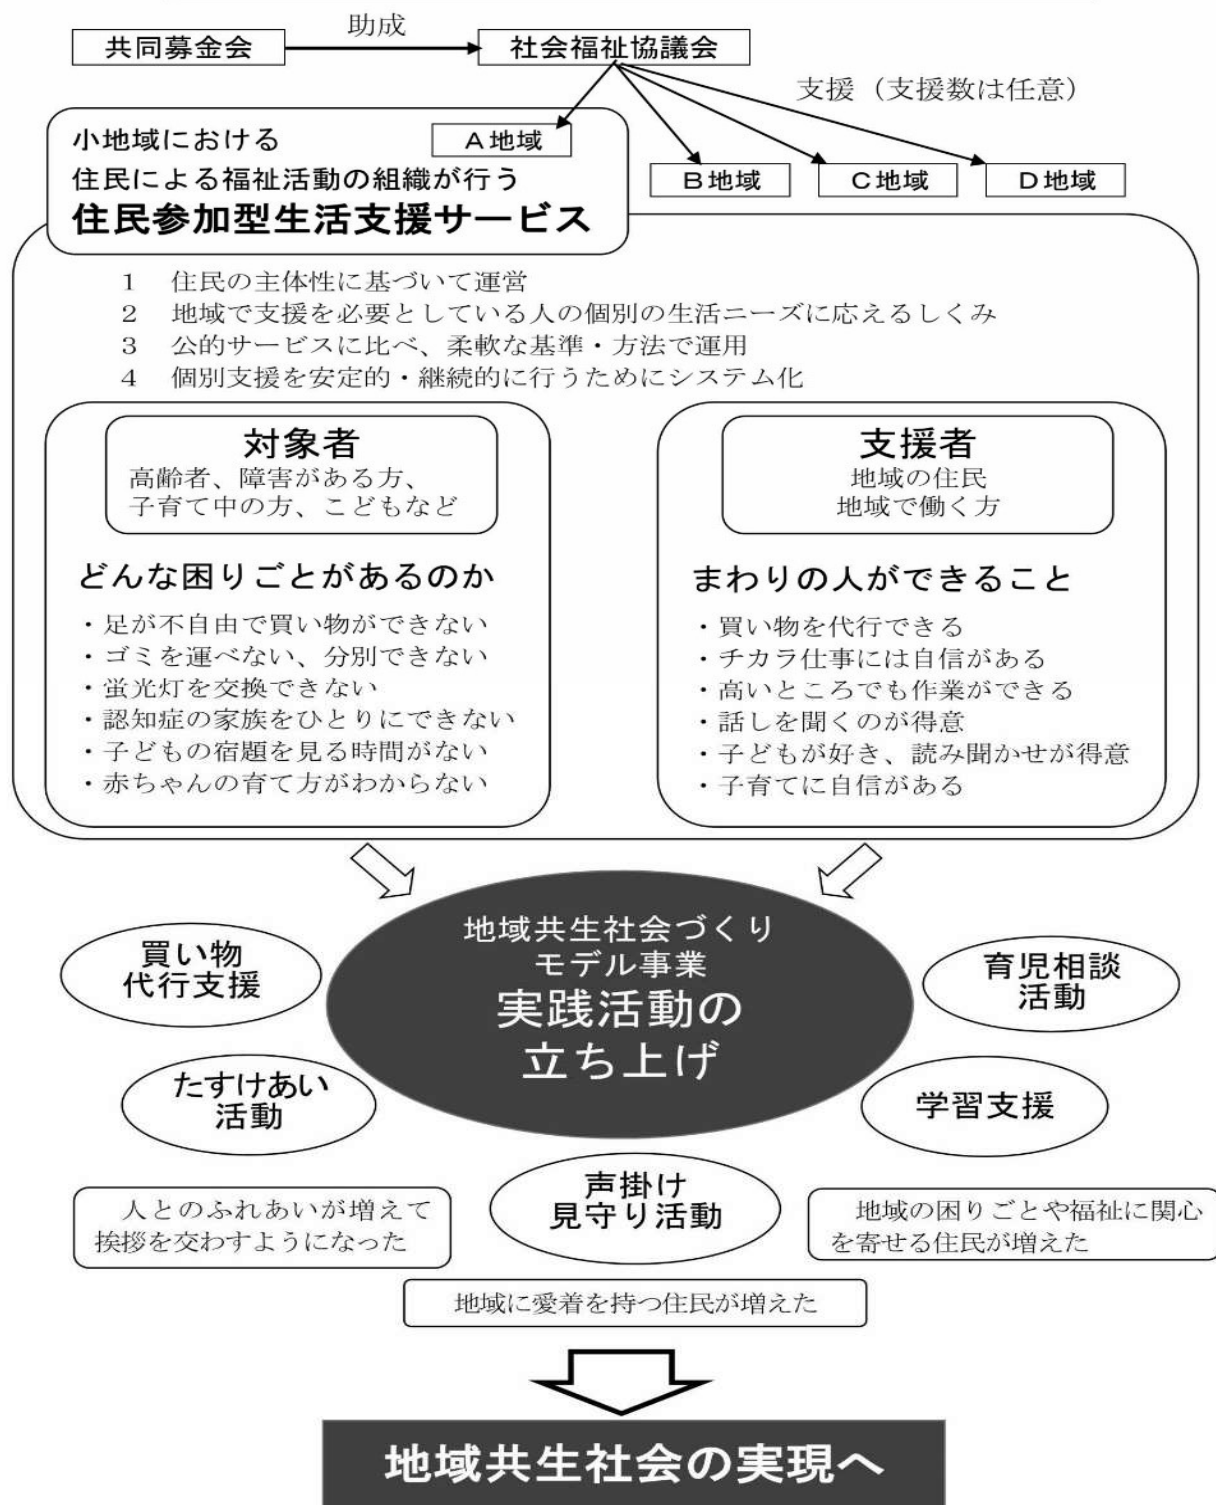 助成
共同募金会
社会福祉協議会
支援（支援数は任意）
小地域における
A地域
住民による福祉活動の組織が行う
B地域
C地域
D地域
住民参加型生活支援サービス
1　住民の主体性に基づいて運営
2　地域で支援を必要としている人の個別の生活ニーズに応えるしくみ
3　公的サービスに比べ、柔軟な基準・方法で運用
4　個別支援を安定的・継続的に行うためにシステム化
対象者
高齢者、障害がある方、
子育て中の方、こどもなど
どんな困りごとがあるのか
・足が不自由で買い物ができない
・ゴミを運べない、分別できない
・蛍光灯を交換できない
・認知症の家族をひとりにできない
・子どもの宿題を見る時間がない
・赤ちゃんの育て方がわからない
支援者
地域の住民
地域で働く方
まわりの人ができること
・買い物を代行できる
・チカラ仕事には自信がある
・高いところでも作業ができる
・話しを聞くのが得意
・子どもが好き、読み聞かせが得意
・子育てに自信がある
地域共生社会づくり
モデル事業
実践活動の
立ち上げ
買い物
代行支援
育児相談
活動
たすけあい
活動
学習支援
声掛け
見守り活動
人とのふれあいが増えて
挨拶を交わすようになった
地域の困りごとや福祉に関心
を寄せる住民が増えた
地域に愛着を持つ住民が増えた
地域共生社会の実現へ